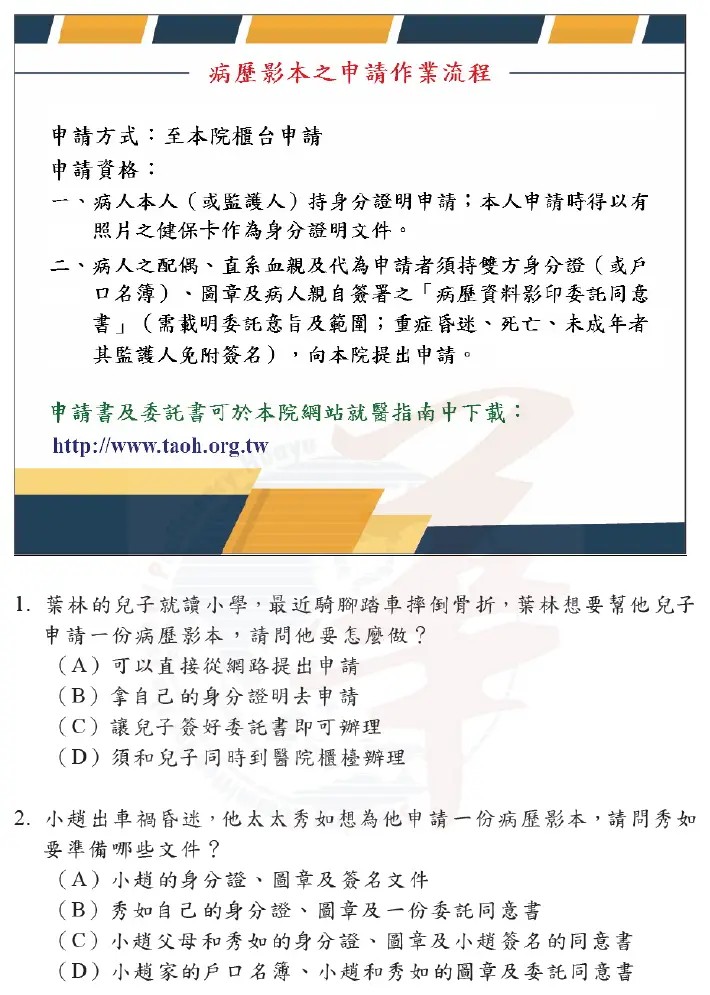 病歷影本之申請作業流程
申請方式：至本院櫃台申請
申請資格：
一、病人本人（或監護人）持身分證明申請；本人申請時得以有
照片之健保卡作為身分證明文件。
二、病人之配偶、直系血親及代為申請者須持雙方身分證（或戶
口名簿）、圖章及病人親自簽署之「病歷資料影印委託同意
書」（需載明委託意旨及範圍；重症昏迷、死亡、未成年者
其監護人免附簽名），向本院提出申請。
申請書及委託書可於本院網站就醫指南中下載：
http://www.taoh.org.tw
1. 葉林的兒子就讀小學，最近騎腳踏車摔倒骨折，葉林想要幫他兒子
申請一份病歷影本，請問他要怎麼做？
（A）可以直接從網路提出申請
（B）拿自己的身分證明去申請
（C）讓兒子簽好委託書即可辦理
（D）須和兒子同時到醫院櫃檯辦理
2. 小趙出車禍昏迷，他太太秀如想為他申請一份病歷影本，請問秀如
要準備哪些文件？
（A）小趙的身分證、圖章及簽名文件
（B）秀如自己的身分證、圖章及一份委託同意書
（C）小趙父母和秀如的身分證、圖章及小趙簽名的同意書
（D）小趙家的戶口名簿、小趙和秀如的圖章及委託同意書